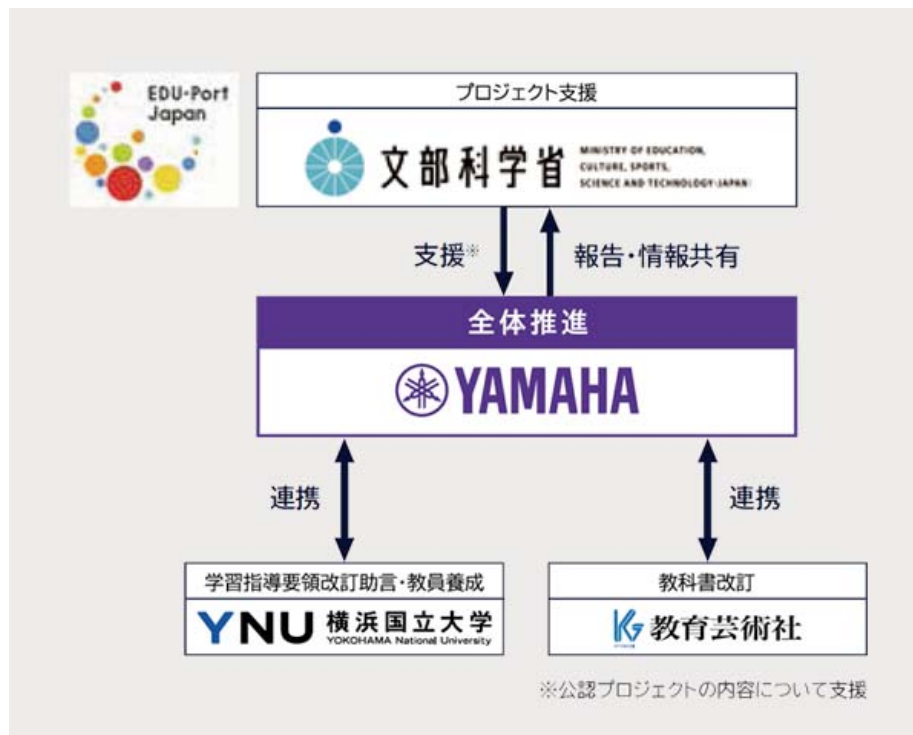 EDU-Port
Japan
プロジェクト支援
文部科学省
MINISTRY OF EDUCATION,
CULTURE, SPORTS,
SCIENCE AND TECHNOLOGY-JAPAN
支援※
報告・情報共有
全体推進
YAMAHA
連携
連携
学習指導要領改訂助言・教員養成
YNU 横浜国立大学
YOKOHAMA National University
教科書改訂
教育芸術社
※公認プロジェクトの内容について支援